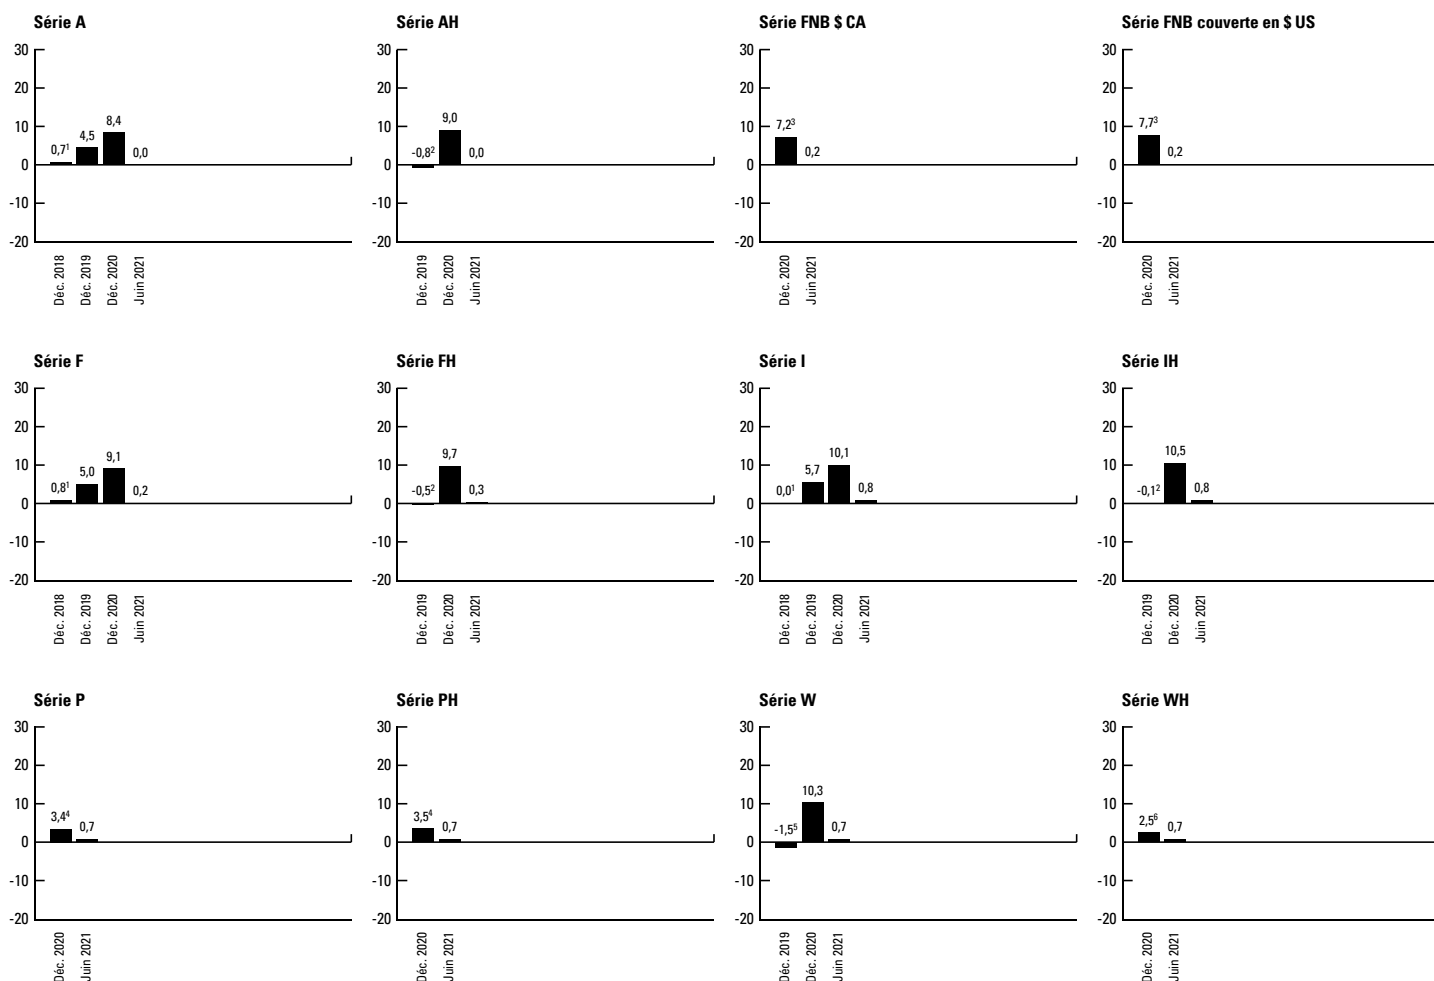 Série A
30
20
10
0
-10
-20
0,7¹
4,5
8,4
0,0
Déc. 2018
Déc. 2019
Déc. 2020
Juin 2021
Série AH
30
20
10
0
-10
-20
-0,8²
9,0
0,0
Déc. 2019
Déc. 2020
Juin 2021
Série FNB $ CA
30
20
10
0
-10
-20
7,2³
0,2
Déc. 2020
Juin 2021
Série FNB couverte en $ US
30
20
10
0
-10
-20
7,7³
0,2
Déc. 2020
Juin 2021
Série F
30
20
10
0
-10
-20
0,8¹
5,0
9,1
0,2
Déc. 2018
Déc. 2019
Déc. 2020
Juin 2021
Série FH
30
20
10
0
-10
-20
-0,5²
9,7
0,3
Déc. 2019
Déc. 2020
Juin 2021
Série I
30
20
10
0
-10
-20
0,0¹
5,7
10,1
0,8
Déc. 2018
Déc. 2019
Déc. 2020
Juin 2021
Série IH
30
20
10
0
-10
-20
-0,1²
10,5
0,8
Déc. 2019
Déc. 2020
Juin 2021
Série P
30
20
10
0
-10
-20
3,4⁴
0,7
Déc. 2020
Juin 2021
Série PH
30
20
10
0
-10
-20
3,5⁴
0,7
Déc. 2020
Juin 2021
Série W
30
20
10
0
-10
-20
-1,5⁵
10,3
0,7
Déc. 2019
Déc. 2020
Juin 2021
Série WH
30
20
10
0
-10
-20
2,5⁶
0,7
Déc. 2020
Juin 2021